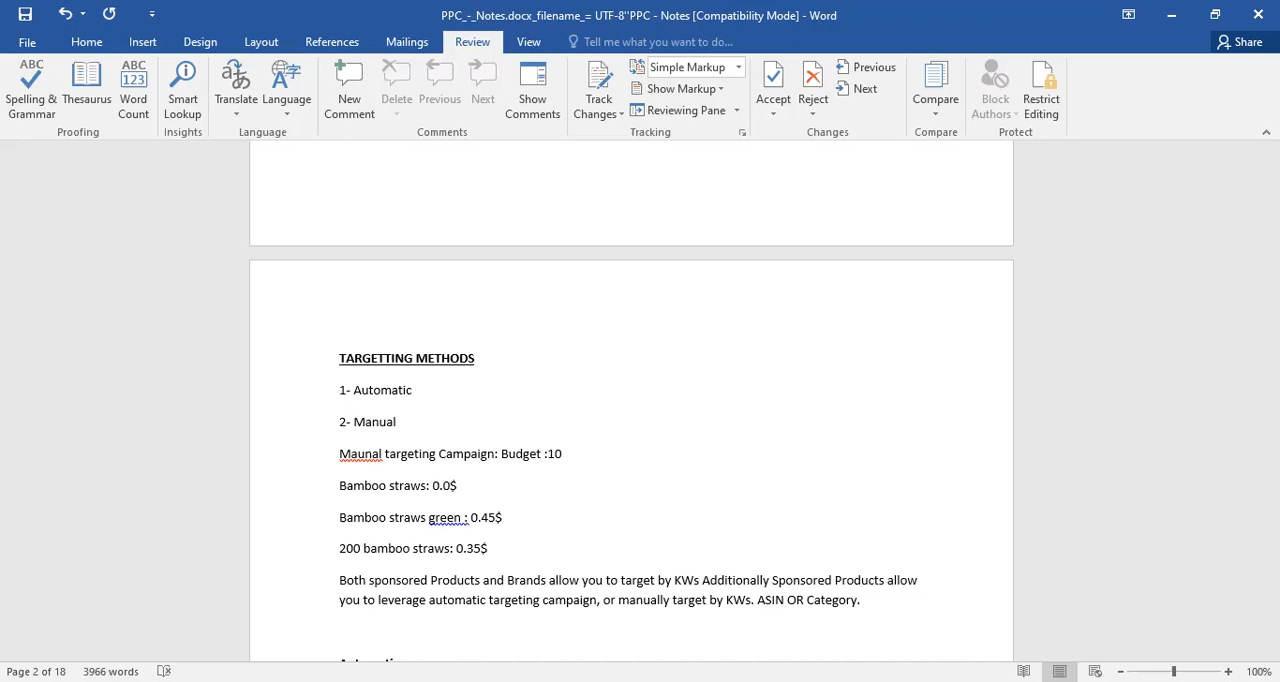 PPC_-_Notes.docx_filename_= UTF-8''PPC - Notes [Compatibility Mode] - Word
File Home Insert Design Layout References Mailings Review View Tell me what you want to do... Share
Spelling & Grammar
Thesaurus
Word Count
Smart Lookup
Translate
Language
New Comment
Delete
Previous
Next
Show Comments
Track Changes
Simple Markup
Show Markup
Reviewing Pane
Accept
Reject
Previous
Next
Compare
Block Authors
Restrict Editing
Proofing Insights Language Comments Tracking Changes Compare Protect
TARGETTING METHODS
1- Automatic
2- Manual
Maunal targeting Campaign: Budget :10
Bamboo straws: 0.0$
Bamboo straws green : 0.45$
200 bamboo straws: 0.35$
Both sponsored Products and Brands allow you to target by KWs Additionally Sponsored Products allow
you to leverage automatic targeting campaign, or manually target by KWs. ASIN OR Category.
Page 2 of 18 3966 words 100%